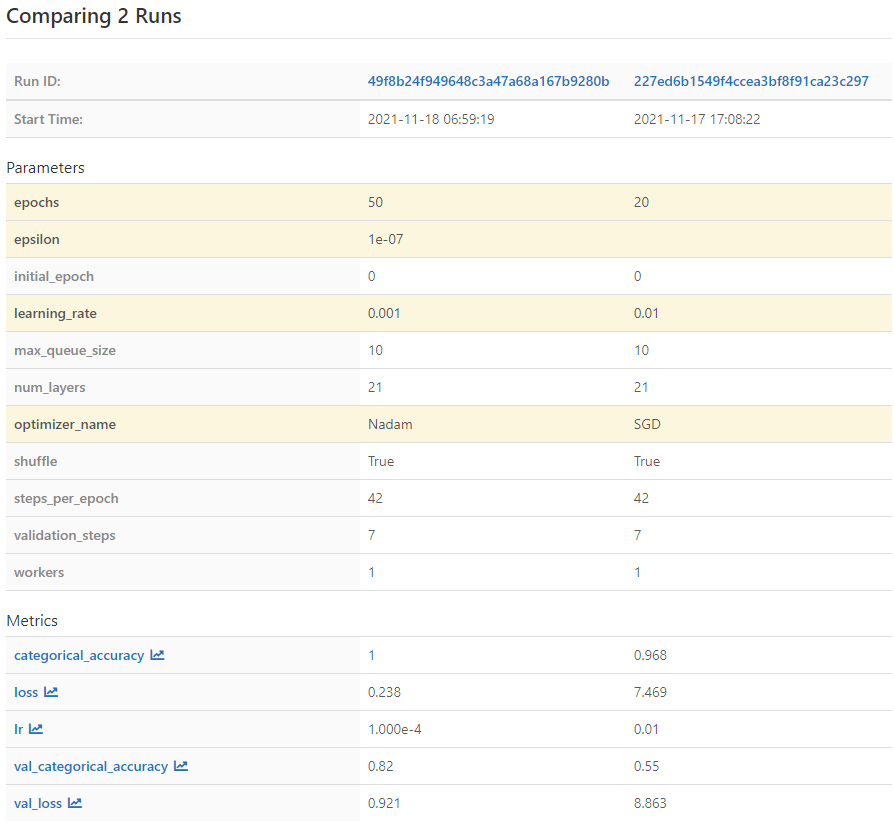 Comparing 2 Runs
Run ID: 49f8b24f949648c3a47a68a167b9280b 227ed6b1549f4ccea3bf8f91ca23c297
Start Time: 2021-11-18 06:59:19 2021-11-17 17:08:22
Parameters
epochs 50 20
epsilon 1e-07
initial_epoch 0 0
learning_rate 0.001 0.01
max_queue_size 10 10
num_layers 21 21
optimizer_name Nadam SGD
shuffle True True
steps_per_epoch 42 42
validation_steps 7 7
workers 1 1
Metrics
categorical_accuracy 1 0.968
loss 0.238 7.469
lr 1.000e-4 0.01
val_categorical_accuracy 0.82 0.55
val_loss 0.921 8.863